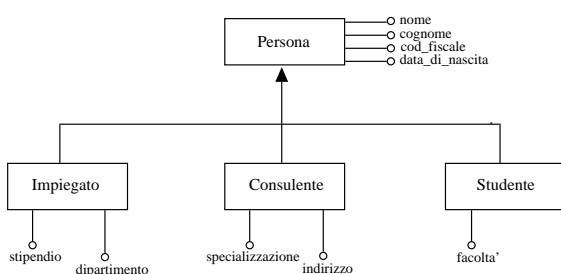 nome
Persona
cognome
cod_fiscale
data_di_nascita
Impiegato
Consulente
Studente
stipendio
dipartimento
specializzazione
indirizzo
facolta'